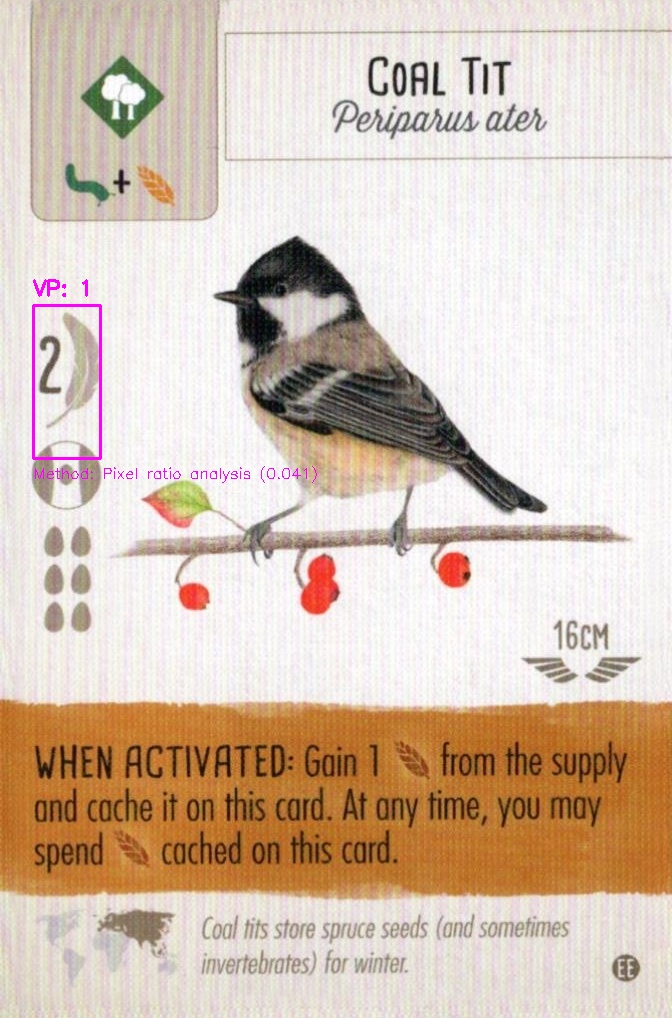 COAL TIT
Periparus ater
+
VP: 1
2
Method: Pixel ratio analysis (0.041)
16CM
WHEN ACTIVATED: Gain 1 from the supply
and cache it on this card. At any time, you may
spend cached on this card.
Coal tits store spruce seeds (and sometimes
invertebrates) for winter.
EE